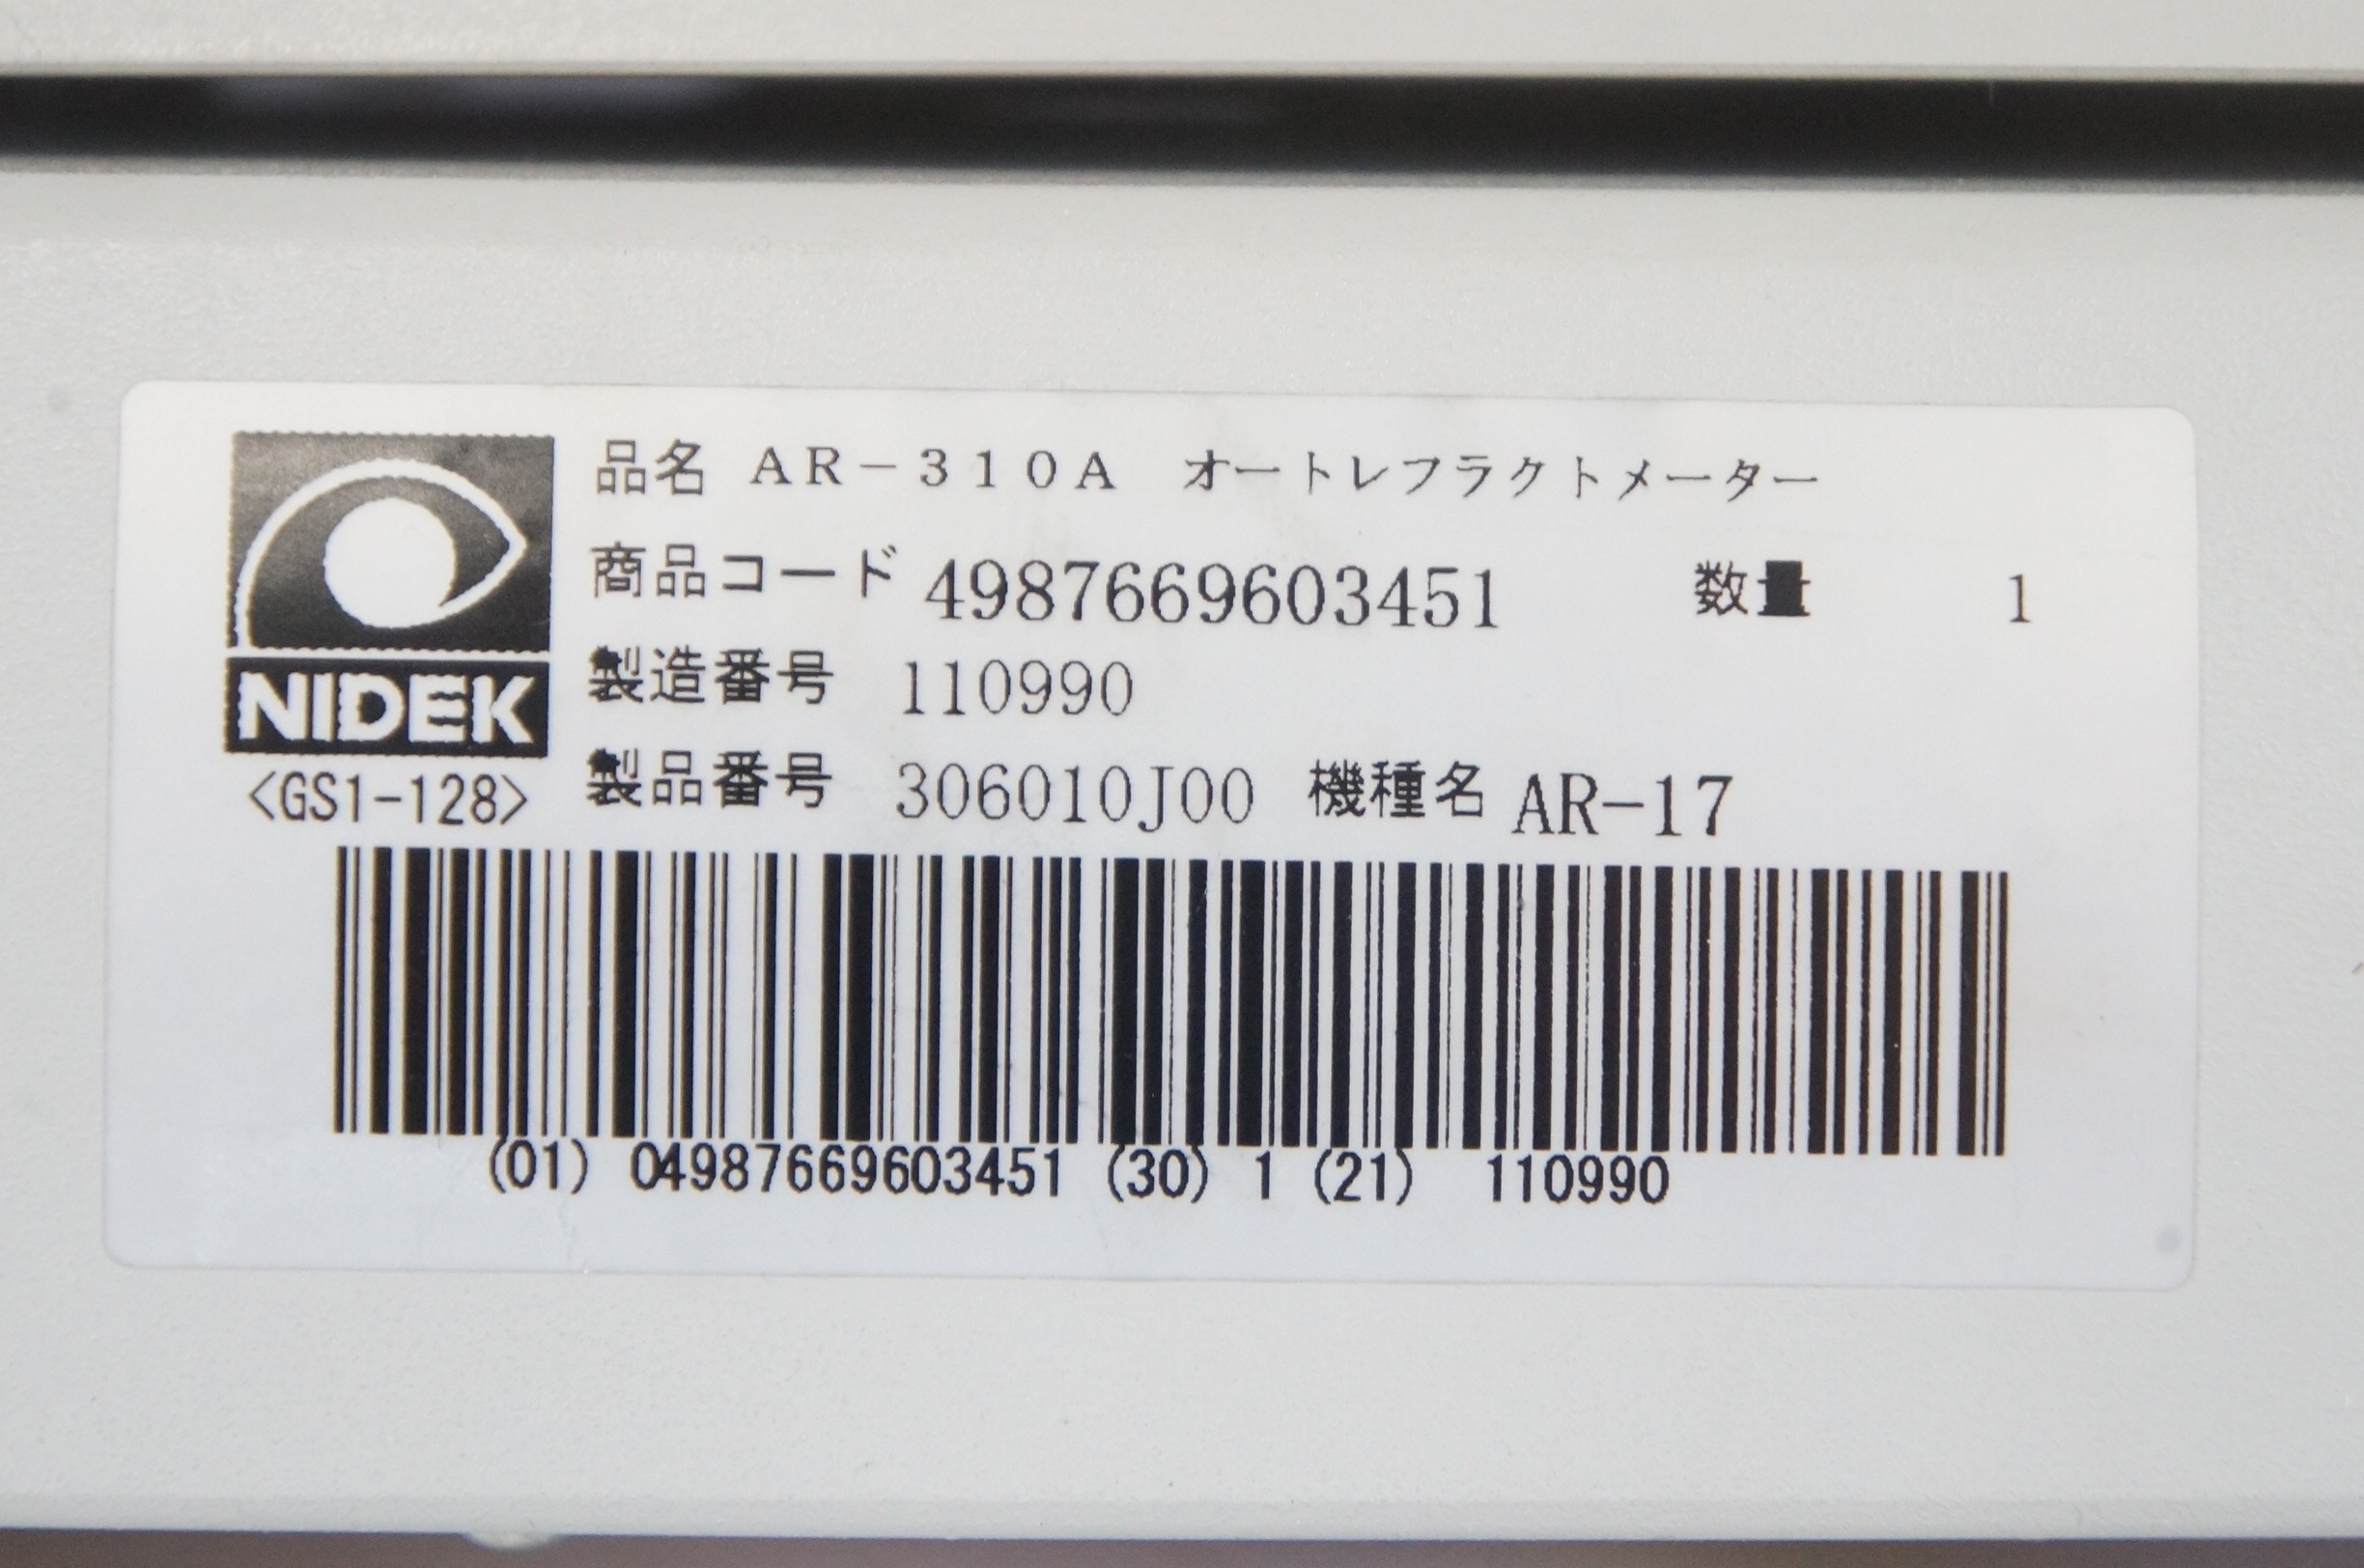 品名 AR-310A オートレフラクトメーター
商品コード 4987669603451 数量 1
製造番号 110990
製品番号 306010J00 機種名 AR-17
NIDEK
<GS1-128>
(01) 04987669603451 (30) 1 (21) 110990